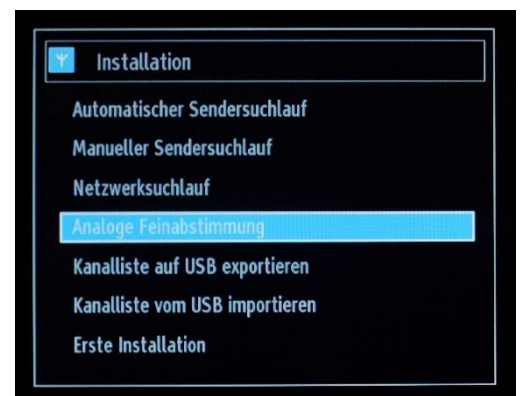 Installation
Automatischer Sendersuchlauf
Manueller Sendersuchlauf
Netzwerksuchlauf
Analoge Feinabstimmung
Kanalliste auf USB exportieren
Kanalliste vom USB importieren
Erste Installation